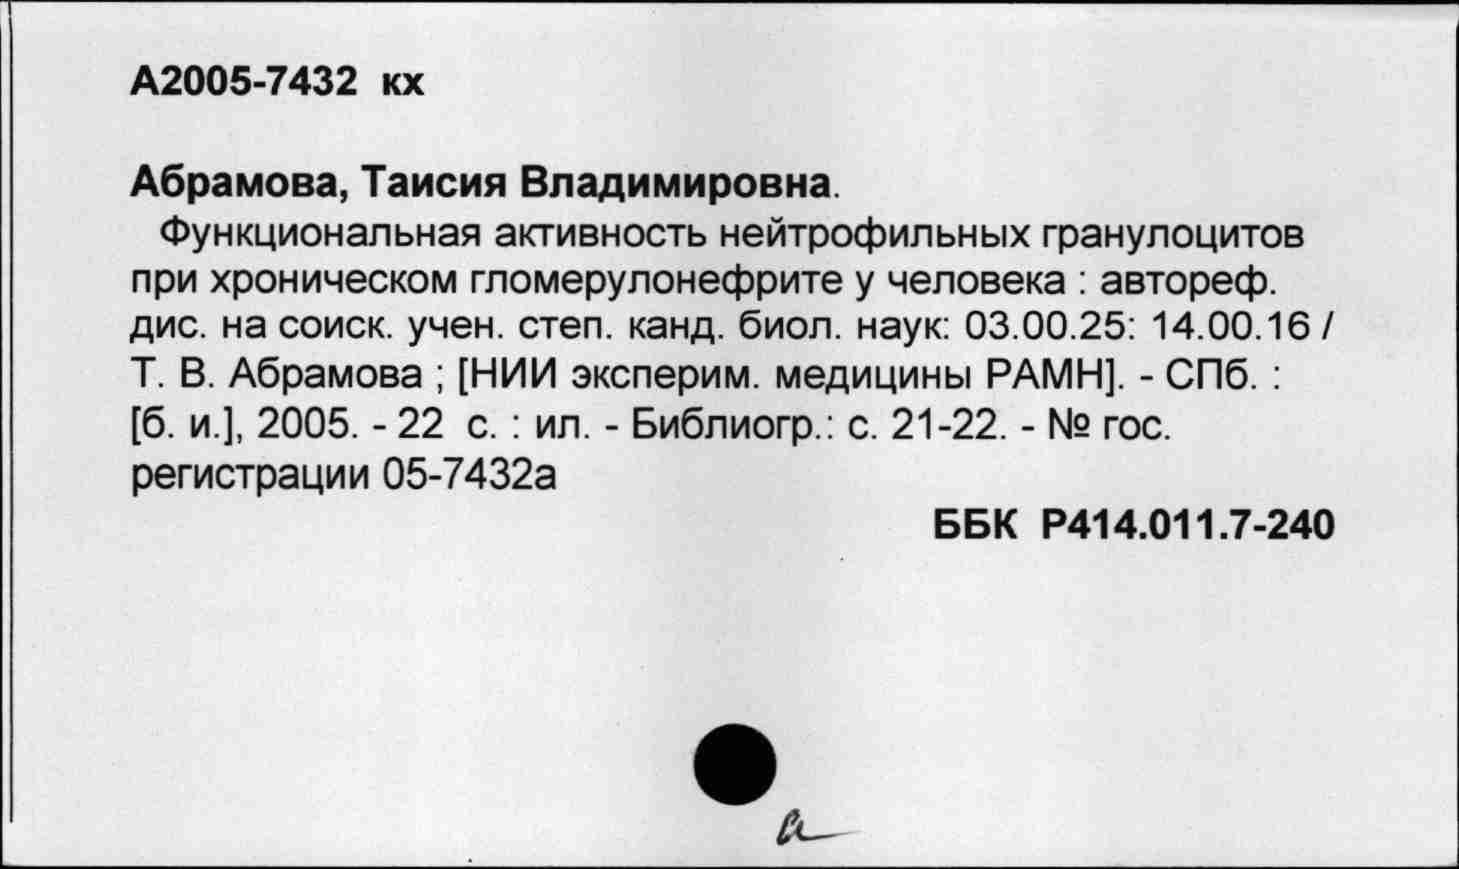 А2005-7432 кх
Абрамова, Таисия Владимировна.
Функциональная активность нейтрофильных гранулоцитов
при хроническом гломерулонефрите у человека : автореф.
дис. на соиск. учен. степ. канд. биол. наук: 03.00.25: 14.00.16 /
Т. В. Абрамова ; [НИИ эксперим. медицины РАМН]. - СПб. :
[б. и.], 2005. - 22 с. : ил. - Библиогр.: с. 21-22. - № гос.
регистрации 05-7432а
ББК Р414.011.7-240
а